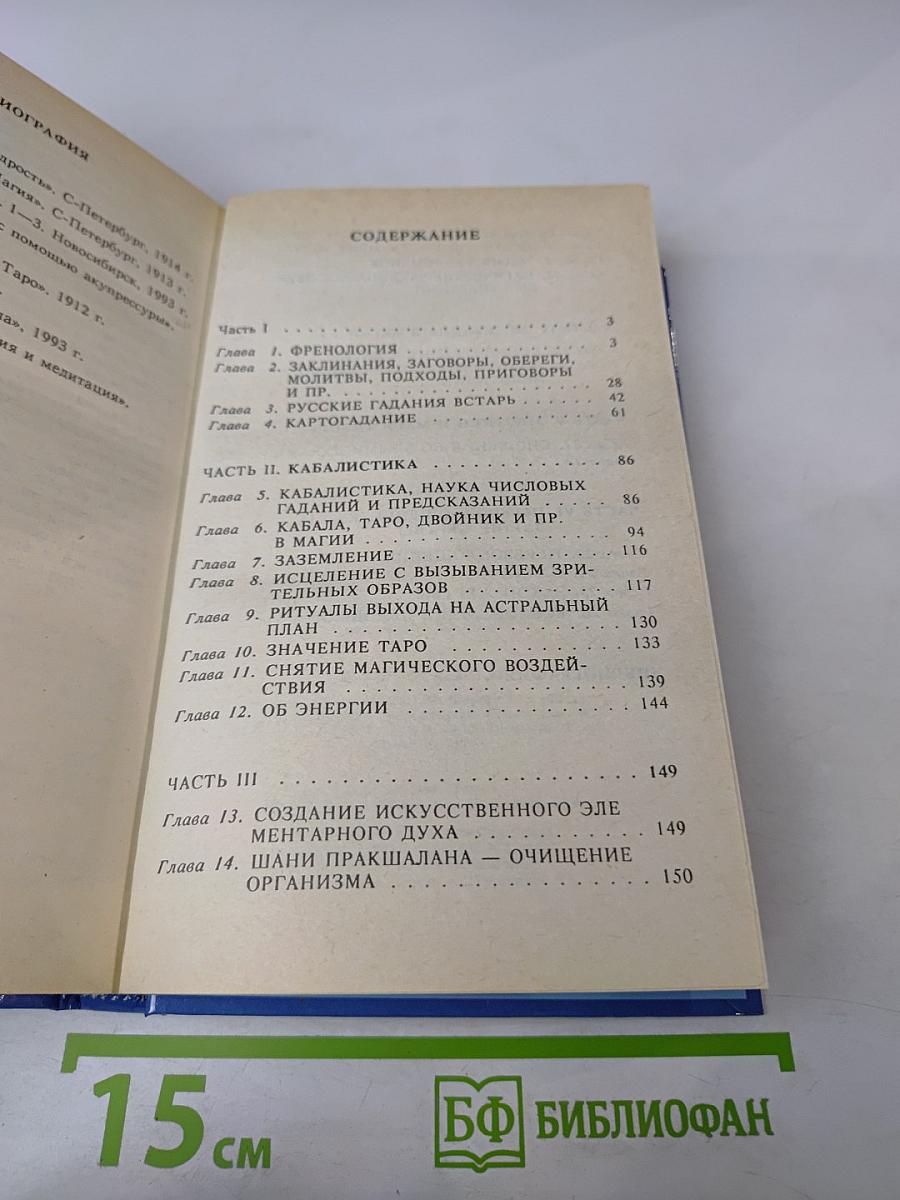 ИОГРАФИЯ
дрость». С-Петербург, 1914 г.
Магия». С-Петербург, 1913 г.
1—3. Новосибирск, 1993 г.
с помощью акупрессуры».
Таро». 1912 г.
да», 1993 г.
ия и медитация».
СОДЕРЖАНИЕ
Часть I . . . . . . . . . . . . . . . . . . . . . . . . 3
Глава 1. ФРЕНОЛОГИЯ . . . . . . . . . . . . . . 3
Глава 2. ЗАКЛИНАНИЯ, ЗАГОВОРЫ, ОБЕРЕГИ,
МОЛИТВЫ, ПОДХОДЫ, ПРИГОВОРЫ
И ПР. . . . . . . . . . . . . . . . . . . . 28
Глава 3. РУССКИЕ ГАДАНИЯ ВСТАРЬ . . . . . . 42
Глава 4. КАРТОГАДАНИЕ . . . . . . . . . . . . . 61
ЧАСТЬ II. КАБАЛИСТИКА . . . . . . . . . . . . . 86
Глава 5. КАБАЛИСТИКА, НАУКА ЧИСЛОВЫХ
ГАДАНИЙ И ПРЕДСКАЗАНИЙ . . . . . 86
Глава 6. КАБАЛА, ТАРО, ДВОЙНИК И ПР.
В МАГИИ . . . . . . . . . . . . . . . . . 94
Глава 7. ЗАЗЕМЛЕНИЕ . . . . . . . . . . . . . . 116
Глава 8. ИСЦЕЛЕНИЕ С ВЫЗЫВАНИЕМ ЗРИ-
ТЕЛЬНЫХ ОБРАЗОВ . . . . . . . . . . 117
Глава 9. РИТУАЛЫ ВЫХОДА НА АСТРАЛЬНЫЙ
ПЛАН . . . . . . . . . . . . . . . . . . . 130
Глава 10. ЗНАЧЕНИЕ ТАРО . . . . . . . . . . . . 133
Глава 11. СНЯТИЕ МАГИЧЕСКОГО ВОЗДЕЙ-
СТВИЯ . . . . . . . . . . . . . . . . . . 139
Глава 12. ОБ ЭНЕРГИИ . . . . . . . . . . . . . . 144
ЧАСТЬ III . . . . . . . . . . . . . . . . . . . . . . 149
Глава 13. СОЗДАНИЕ ИСКУССТВЕННОГО ЭЛЕ
МЕНТАРНОГО ДУХА . . . . . . . . . . . 149
Глава 14. ШАНИ ПРАКШАЛАНА — ОЧИЩЕНИЕ
ОРГАНИЗМА . . . . . . . . . . . . . . . . 150
15 см
БФ БИБЛИОФАН